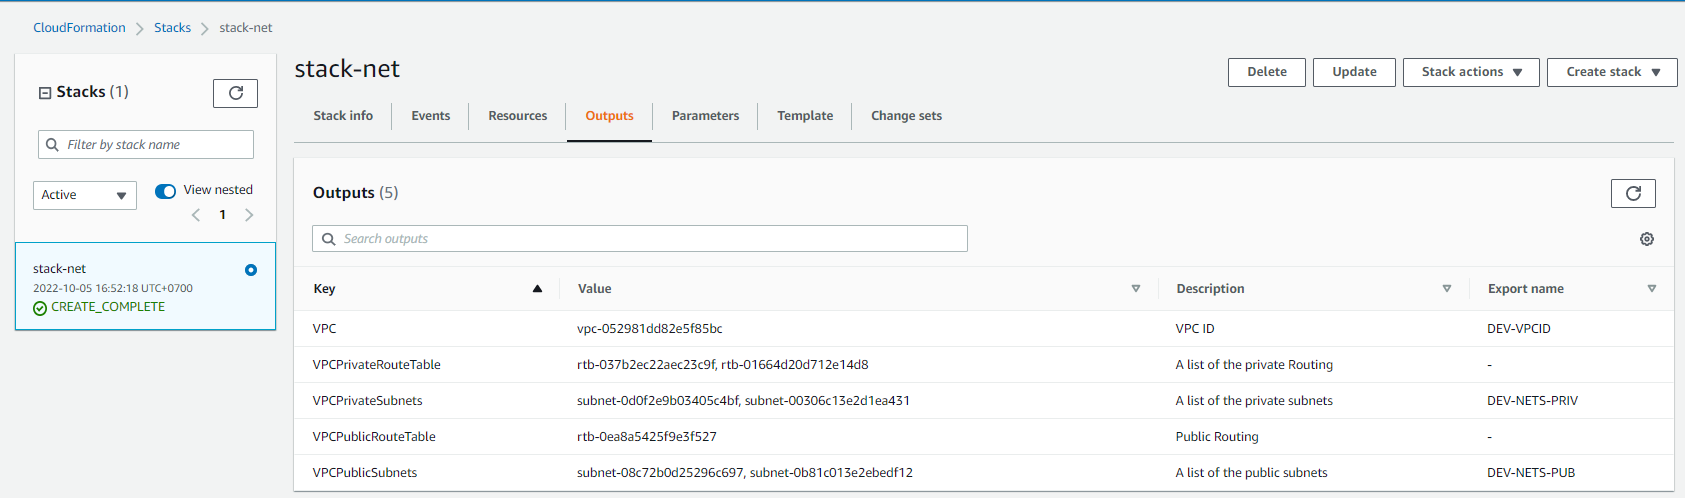 CloudFormation > Stacks > stack-net
Stacks (1)
Filter by stack name
Active
View nested
1
stack-net
2022-10-05 16:52:18 UTC+0700
CREATE_COMPLETE
stack-net
Delete Update Stack actions Create stack
Stack info Events Resources Outputs Parameters Template Change sets
Outputs (5)
Search outputs
Key Value Description Export name
VPC vpc-052981dd82e5f85bc VPC ID DEV-VPCID
VPCPrivateRouteTable rtb-037b2ec22aec23c9f, rtb-01664d20d712e14d8 A list of the private Routing -
VPCPrivateSubnets subnet-0d0f2e9b03405c4bf, subnet-00306c13e2d1ea431 A list of the private subnets DEV-NETS-PRIV
VPCPublicRouteTable rtb-0ea8a5425f9e3f527 Public Routing -
VPCPublicSubnets subnet-08c72b0d25296c697, subnet-0b81c013e2ebedf12 A list of the public subnets DEV-NETS-PUB